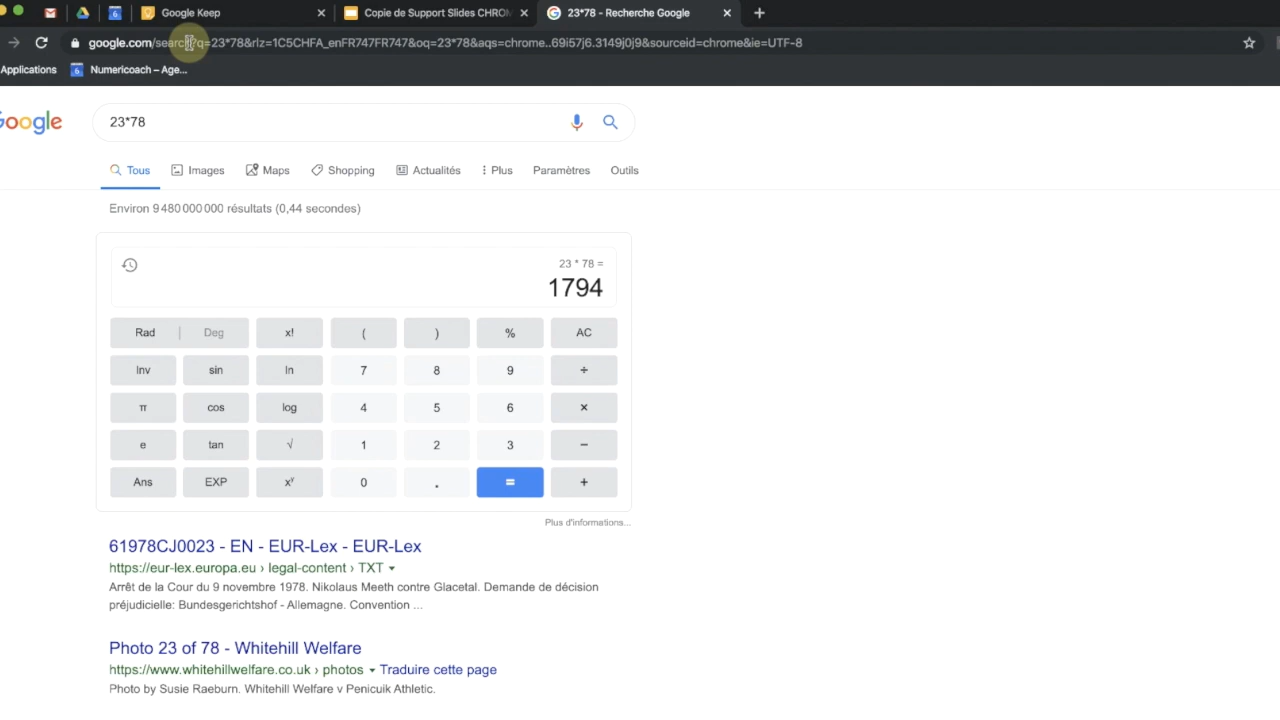 Google Keep
Copie de Support Slides CHROM
23*78 - Recherche Google
google.com/search?q=23*78&rlz=1C5CHFA_enFR747FR747&oq=23*78&aqs=chrome..69i57j6.3149j0j9&sourceid=chrome&ie=UTF-8
Applications
Numericoach – Age...
Google
23*78
Tous Images Maps Shopping Actualités Plus Paramètres Outils
Environ 9 480 000 000 résultats (0,44 secondes)
23 * 78 =
1794
Rad | Deg x! ( ) % AC
Inv sin ln 7 8 9 ÷
π cos log 4 5 6 ×
e tan √ 1 2 3 −
Ans EXP xʸ 0 . = +
Plus d'informations...
61978CJ0023 - EN - EUR-Lex - EUR-Lex
https://eur-lex.europa.eu › legal-content › TXT
Arrêt de la Cour du 9 novembre 1978. Nikolaus Meeth contre Glacetal. Demande de décision
préjudicielle: Bundesgerichtshof - Allemagne. Convention ...
Photo 23 of 78 - Whitehill Welfare
https://www.whitehillwelfare.co.uk › photos Traduire cette page
Photo by Susie Raeburn. Whitehill Welfare v Penicuik Athletic.